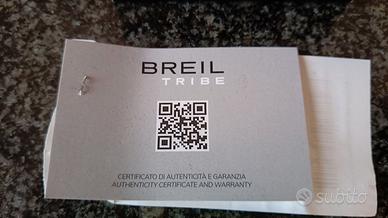 BREIL
TRIBE
CERTIFICATO DI AUTENTICITÀ E GARANZIA
AUTHENTICITY CERTIFICATE AND WARRANTY
subito